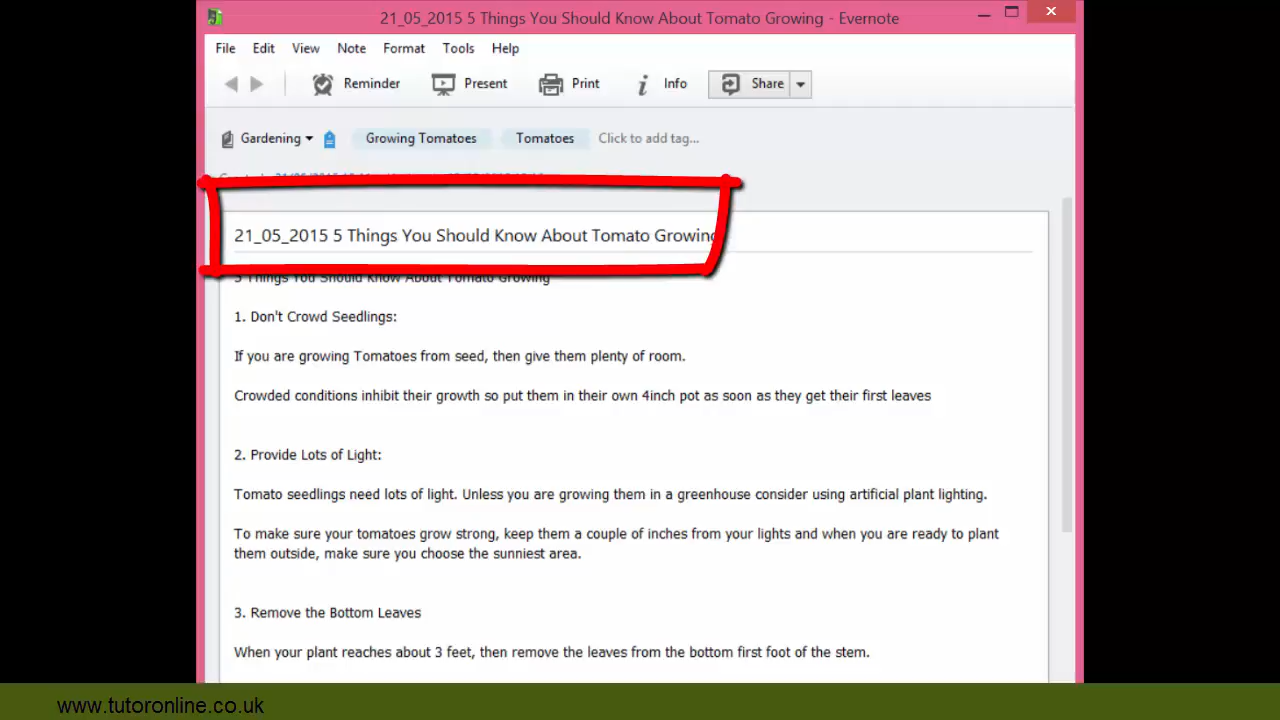 21_05_2015 5 Things You Should Know About Tomato Growing - Evernote
File Edit View Note Format Tools Help
Reminder Present Print Info Share
Gardening Growing Tomatoes Tomatoes Click to add tag...
21_05_2015 5 Things You Should Know About Tomato Growing
5 Things You Should Know About Tomato Growing
1. Don't Crowd Seedlings:
If you are growing Tomatoes from seed, then give them plenty of room.
Crowded conditions inhibit their growth so put them in their own 4inch pot as soon as they get their first leaves
2. Provide Lots of Light:
Tomato seedlings need lots of light. Unless you are growing them in a greenhouse consider using artificial plant lighting.
To make sure your tomatoes grow strong, keep them a couple of inches from your lights and when you are ready to plant
them outside, make sure you choose the sunniest area.
3. Remove the Bottom Leaves
When your plant reaches about 3 feet, then remove the leaves from the bottom first foot of the stem.
www.tutoronline.co.uk